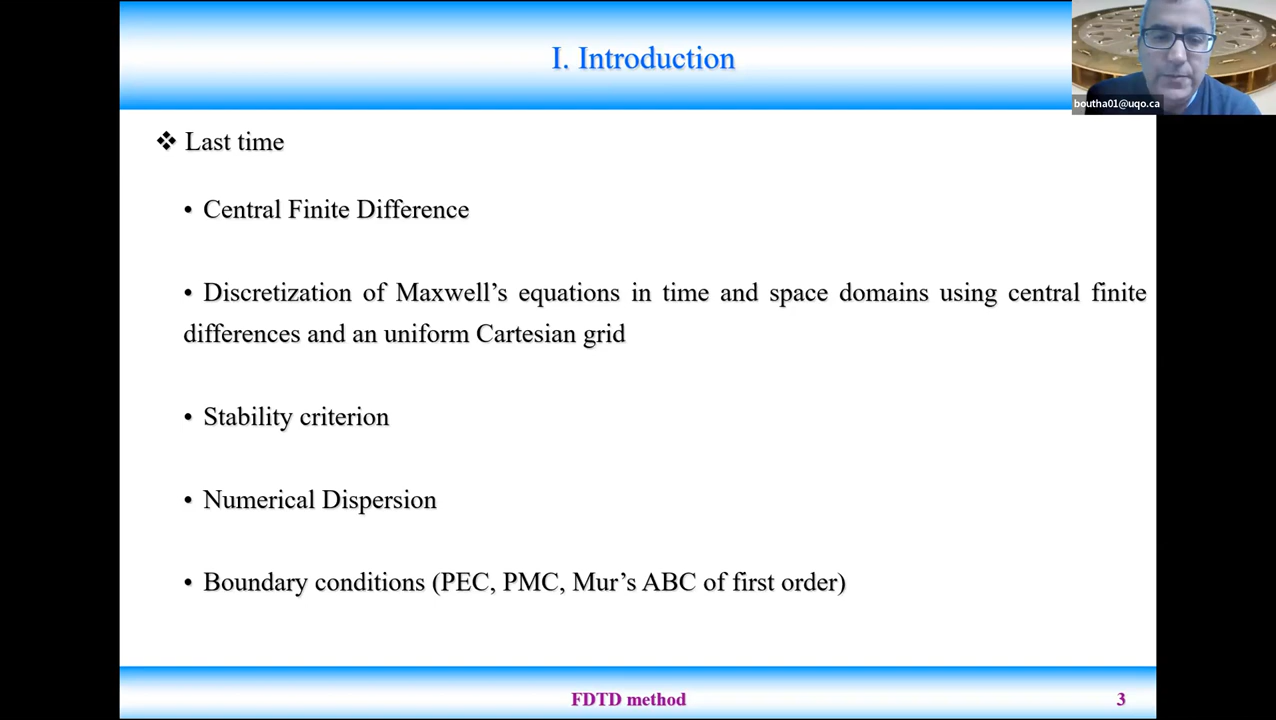 I. Introduction
boutha01@uqo.ca
❖ Last time
• Central Finite Difference
• Discretization of Maxwell’s equations in time and space domains using central finite
differences and an uniform Cartesian grid
• Stability criterion
• Numerical Dispersion
• Boundary conditions (PEC, PMC, Mur’s ABC of first order)
FDTD method
3